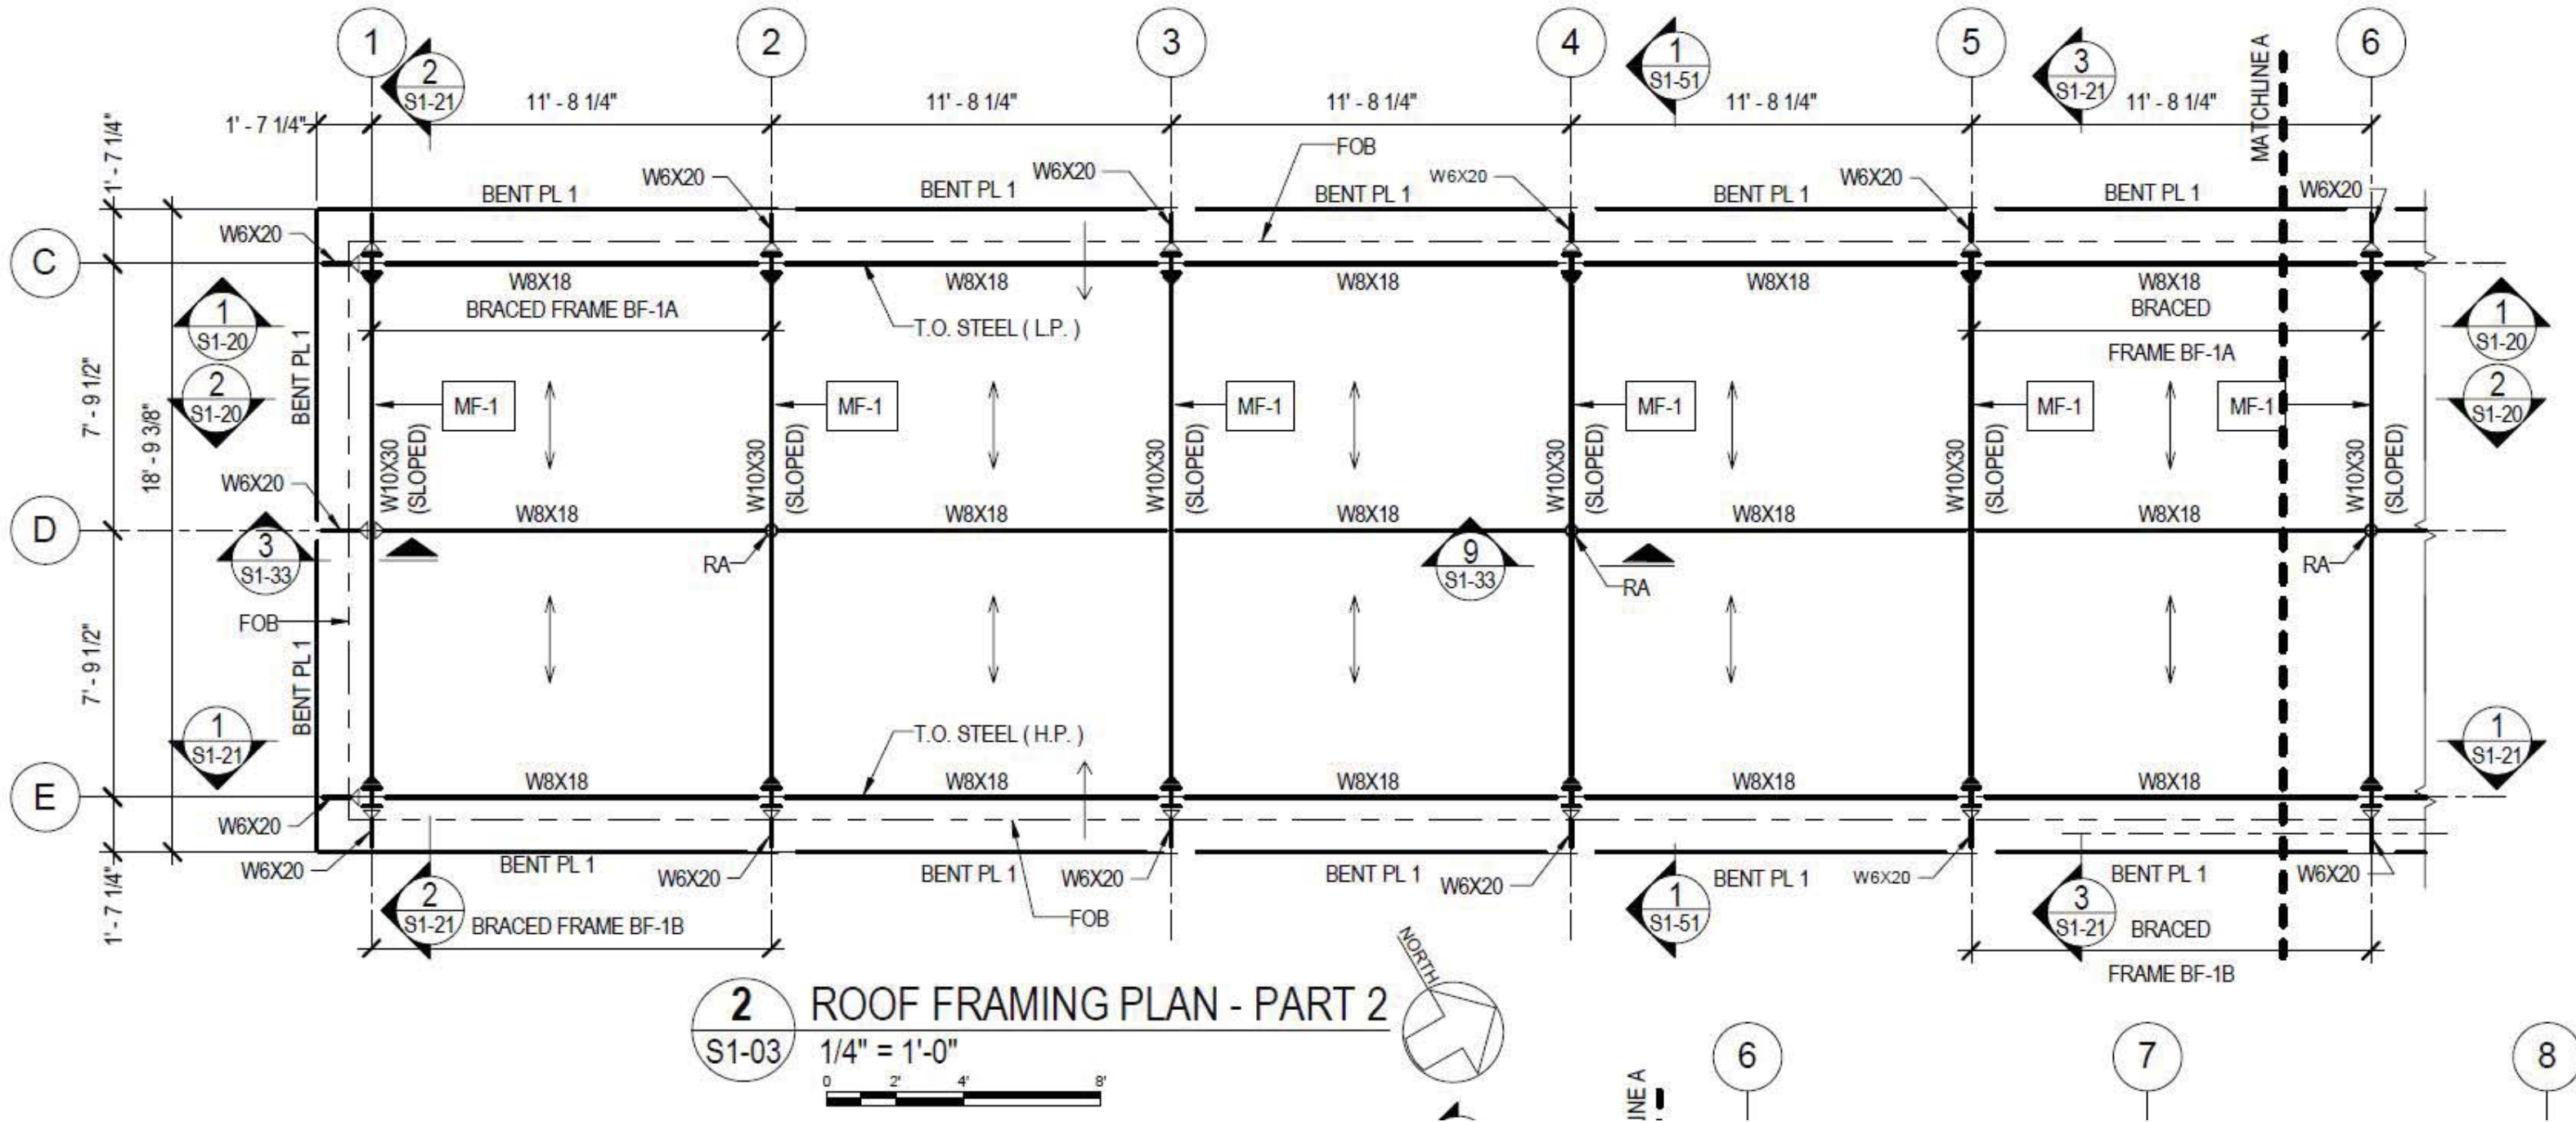 1
2
3
4
5
6
2
S1-21
1
S1-51
3
S1-21
MATCHLINE A
1' - 7 1/4"
11' - 8 1/4"
11' - 8 1/4"
11' - 8 1/4"
11' - 8 1/4"
11' - 8 1/4"
1' - 7 1/4"
FOB
BENT PL 1
W6X20
BENT PL 1
W6X20
BENT PL 1
W6X20
BENT PL 1
W6X20
BENT PL 1
W6X20
C
W6X20
W8X18
W8X18
W8X18
W8X18
W8X18
BRACED FRAME BF-1A
T.O. STEEL ( L.P. )
BRACED
FRAME BF-1A
1
S1-20
2
S1-20
1
S1-20
2
S1-20
BENT PL 1
7' - 9 1/2"
18' - 9 3/8"
MF-1
MF-1
MF-1
MF-1
MF-1
MF-1
W10X30
(SLOPED)
W10X30
(SLOPED)
W10X30
(SLOPED)
W10X30
(SLOPED)
W10X30
(SLOPED)
W10X30
(SLOPED)
W6X20
D
W8X18
W8X18
W8X18
W8X18
W8X18
3
S1-33
RA
9
S1-33
RA
RA
FOB
BENT PL 1
7' - 9 1/2"
1
S1-21
T.O. STEEL ( H.P. )
1
S1-21
E
W8X18
W8X18
W8X18
W8X18
W8X18
W6X20
W6X20
BENT PL 1
W6X20
BENT PL 1
W6X20
BENT PL 1
W6X20
BENT PL 1
W6X20
BENT PL 1
W6X20
1' - 7 1/4"
2
S1-21
BRACED FRAME BF-1B
FOB
1
S1-51
3
S1-21
BRACED
FRAME BF-1B
2
S1-03
ROOF FRAMING PLAN - PART 2
1/4" = 1'-0"
0
2'
4'
8'
NORTH
6
7
8
INE A